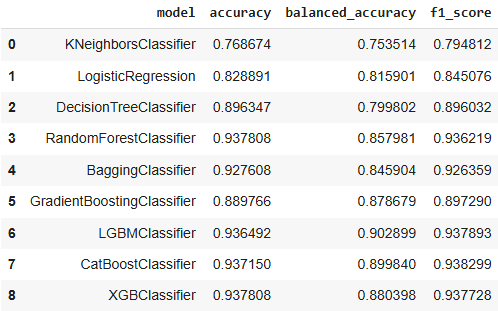 model accuracy balanced_accuracy f1_score
0 KNeighborsClassifier 0.768674 0.753514 0.794812
1 LogisticRegression 0.828891 0.815901 0.845076
2 DecisionTreeClassifier 0.896347 0.799802 0.896032
3 RandomForestClassifier 0.937808 0.857981 0.936219
4 BaggingClassifier 0.927608 0.845904 0.926359
5 GradientBoostingClassifier 0.889766 0.878679 0.897290
6 LGBMClassifier 0.936492 0.902899 0.937893
7 CatBoostClassifier 0.937150 0.899840 0.938299
8 XGBClassifier 0.937808 0.880398 0.937728